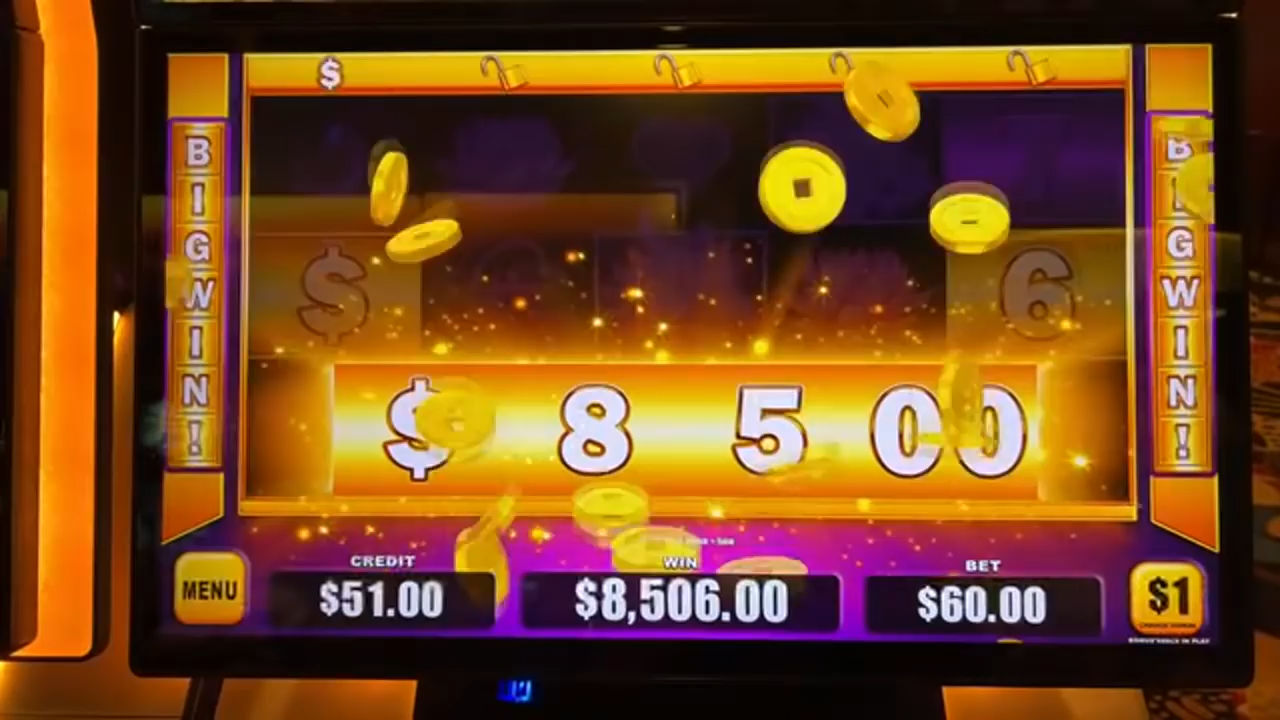 $
BIG WIN!
BIG WIN!
$ 6
$ 8 5 00
CREDIT WIN BET
MENU $51.00 $8,506.00 $60.00 $1